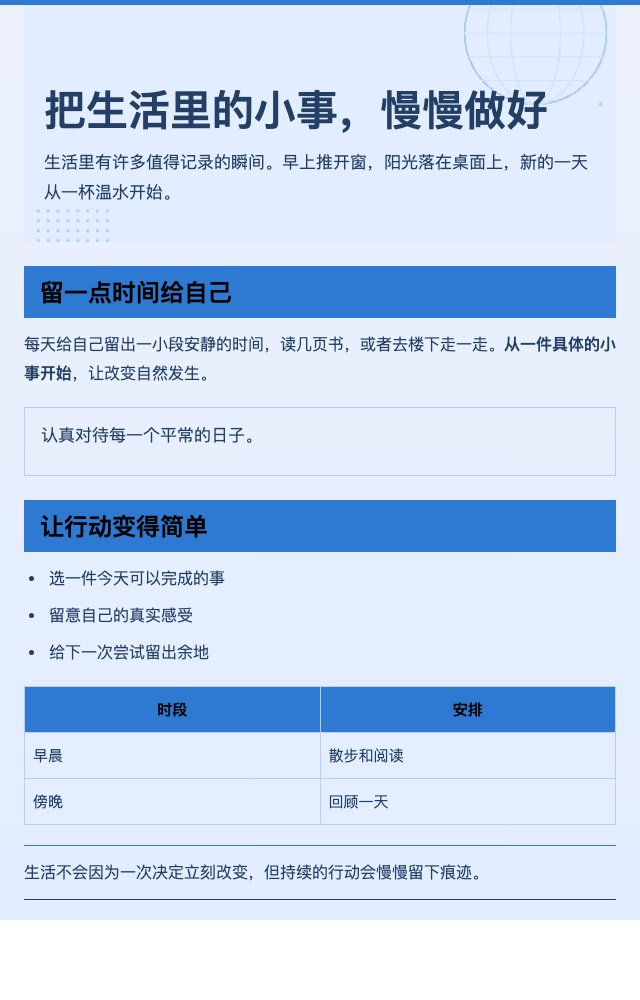 把生活里的小事，慢慢做好
生活里有许多值得记录的瞬间。早上推开窗，阳光落在桌面上，新的一天
从一杯温水开始。
留一点时间给自己
每天给自己留出一小段安静的时间，读几页书，或者去楼下走一走。从一件具体的小
事开始，让改变自然发生。
认真对待每一个平常的日子。
让行动变得简单
• 选一件今天可以完成的事
• 留意自己的真实感受
• 给下一次尝试留出余地
时段 安排
早晨 散步和阅读
傍晚 回顾一天
生活不会因为一次决定立刻改变，但持续的行动会慢慢留下痕迹。